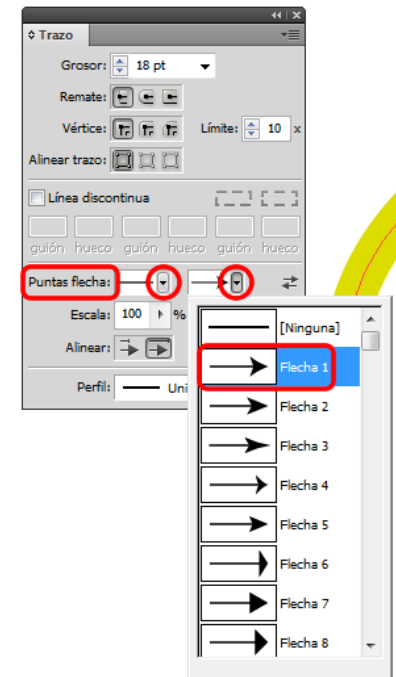 Trazo
Grosor: 18 pt
Remate:
Vértice: Límite: 10 x
Alinear trazo:
Línea discontinua
guión hueco guión hueco guión hueco
Puntas flecha:
Escala: 100 %
Alinear:
Perfil: Uni
[Ninguna]
Flecha 1
Flecha 2
Flecha 3
Flecha 4
Flecha 5
Flecha 6
Flecha 7
Flecha 8